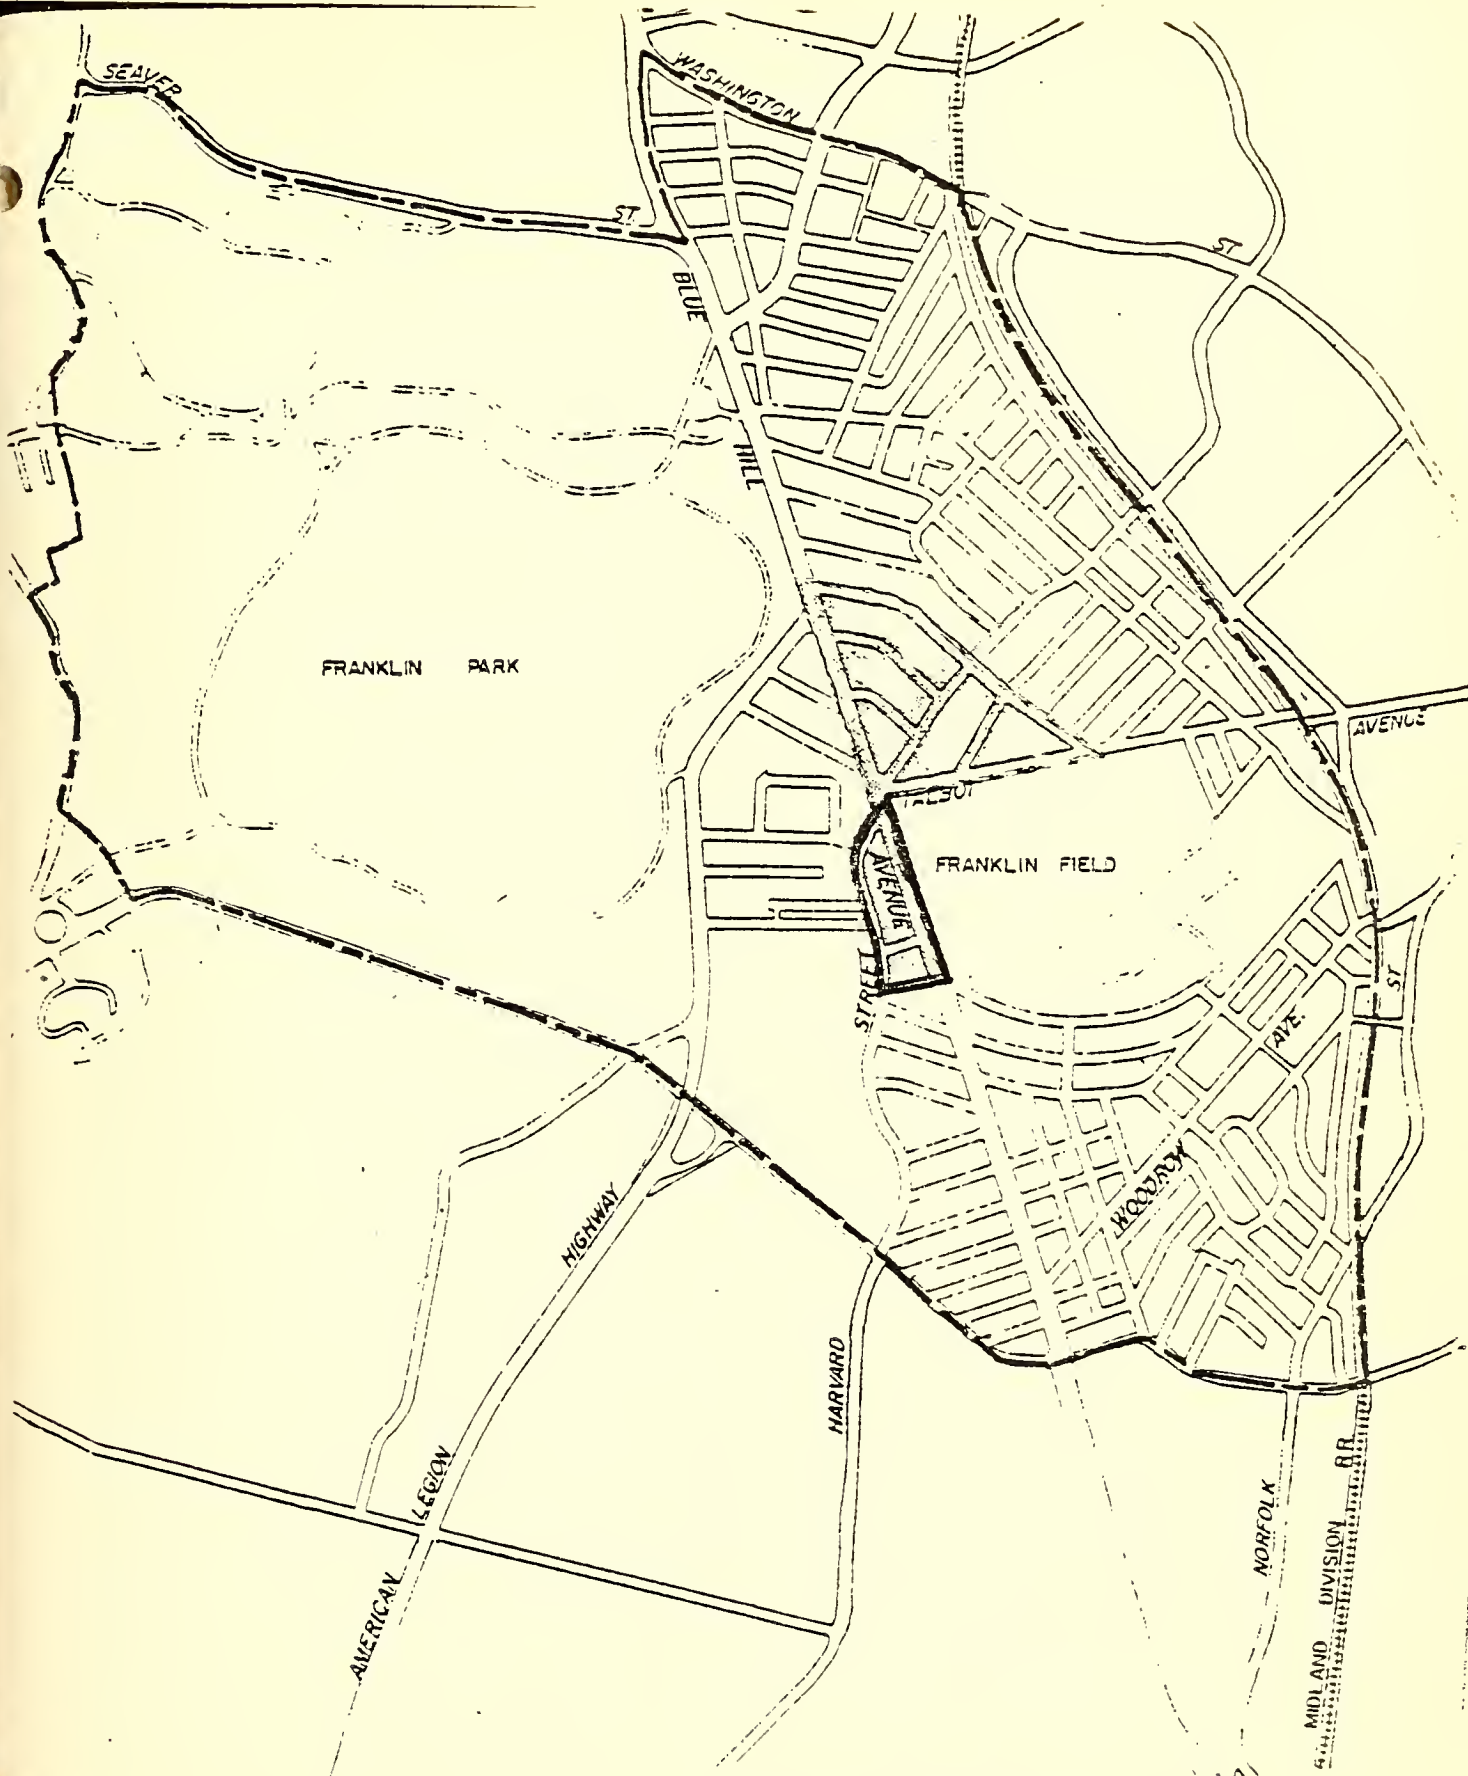 SEAVER
WASHINGTON
ST
ST
BLUE
HILL
FRANKLIN PARK
AVENUE
TALBOT
FRANKLIN FIELD
AVENUE
STREET
ST
AVE.
WOODROW
HIGHWAY
HARVARD
LEGION
AMERICAN
NORFOLK
MIDLAND DIVISION RR